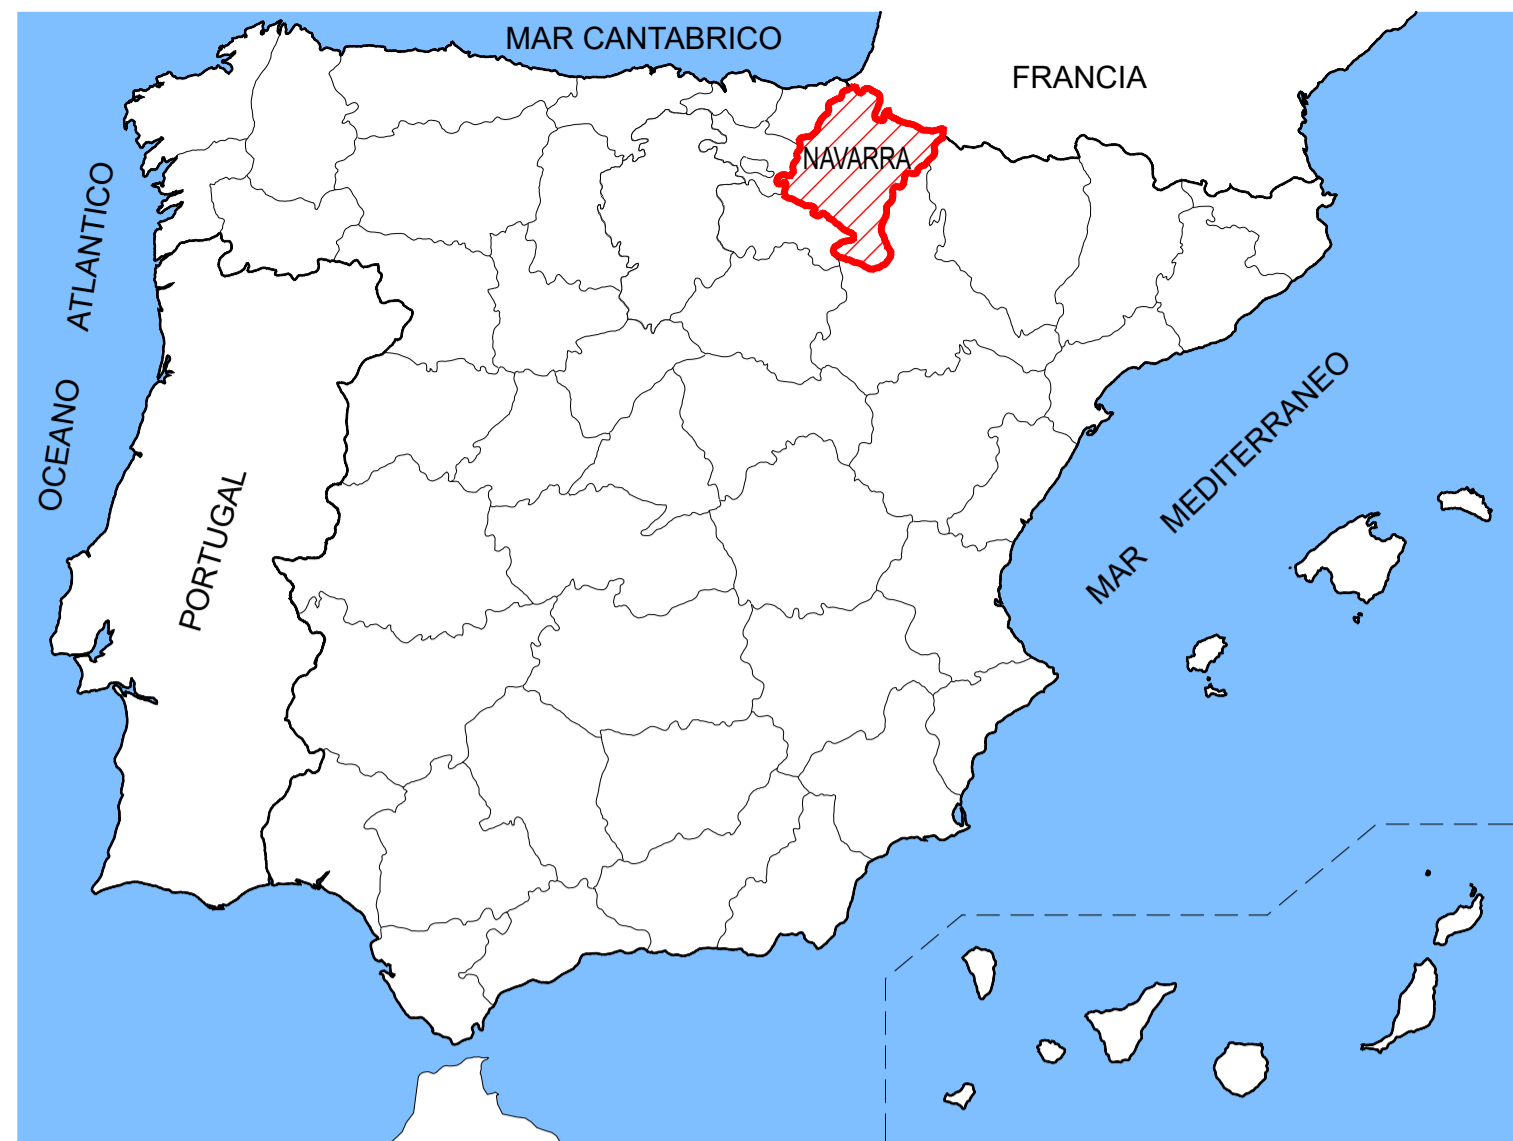 MAR CANTABRICO
FRANCIA
NAVARRA
OCEANO ATLANTICO
PORTUGAL
MAR MEDITERRANEO